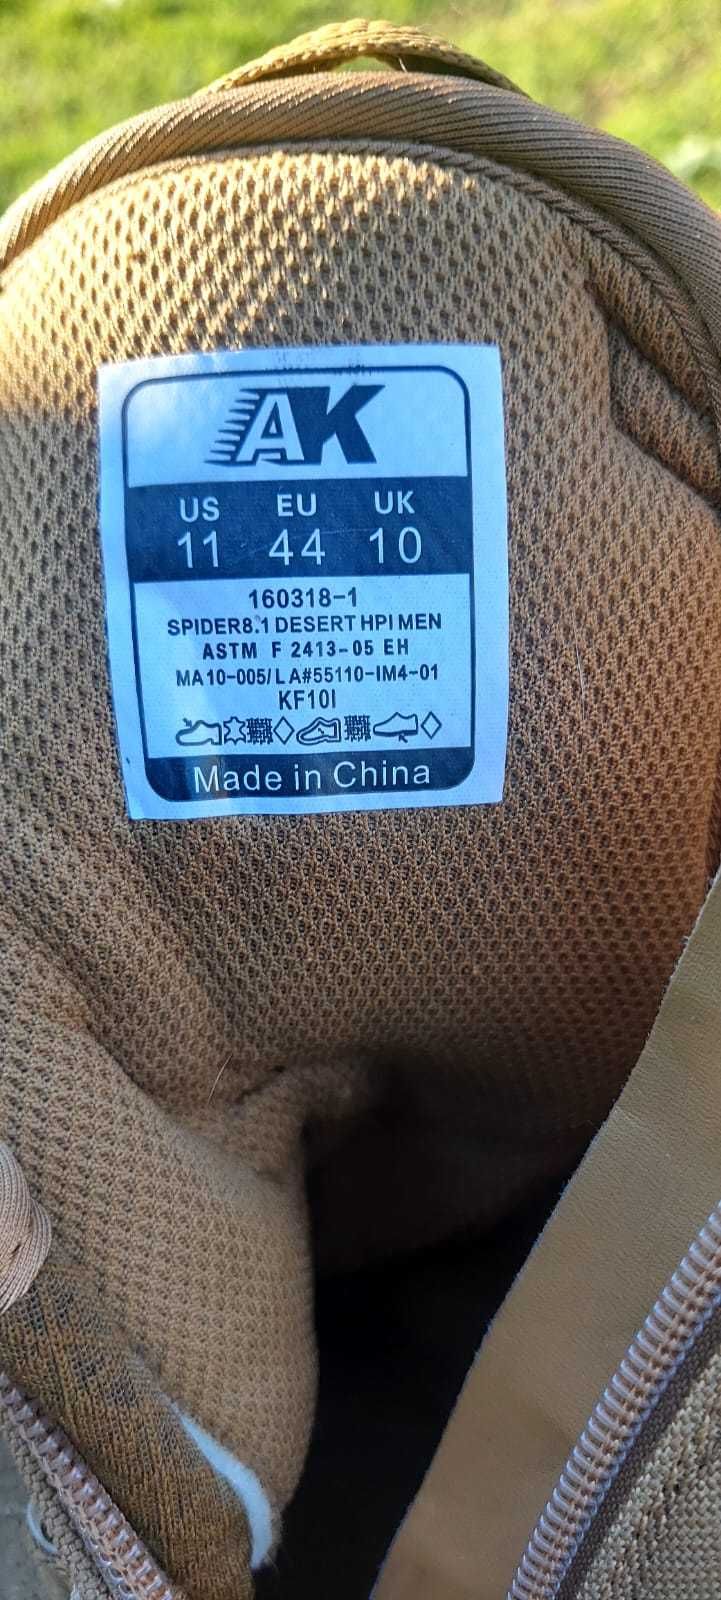 AK
US EU UK
11 44 10
160318-1
SPIDER8.1 DESERT HPI MEN
ASTM F 2413-05 EH
MA10-005/LA#55110-IM4-01
KF10I
Made in China